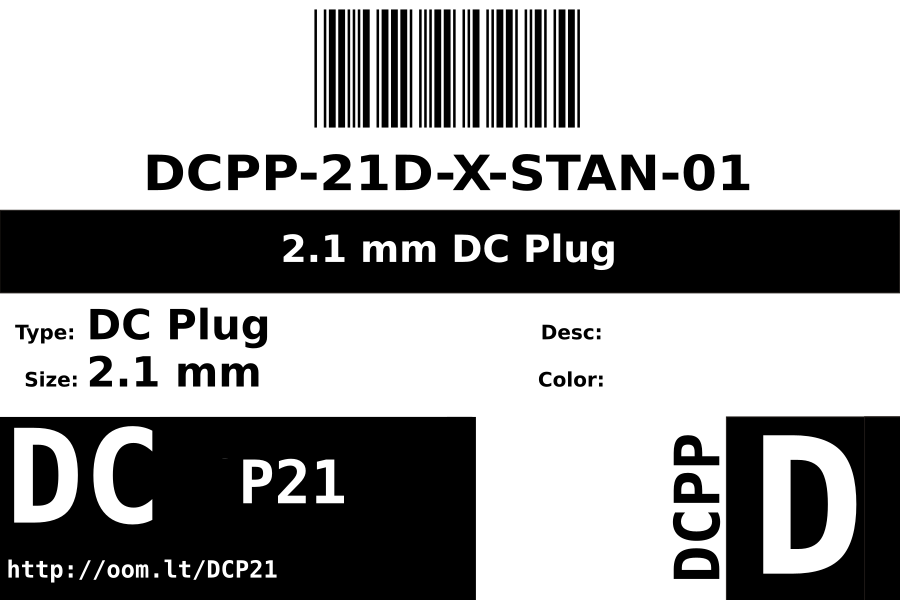 DCPP-21D-X-STAN-01
2.1 mm DC Plug
Type: DC Plug
Desc:
Size: 2.1 mm
Color:
DC
P21
http://oom.lt/DCP21
DCPP
D